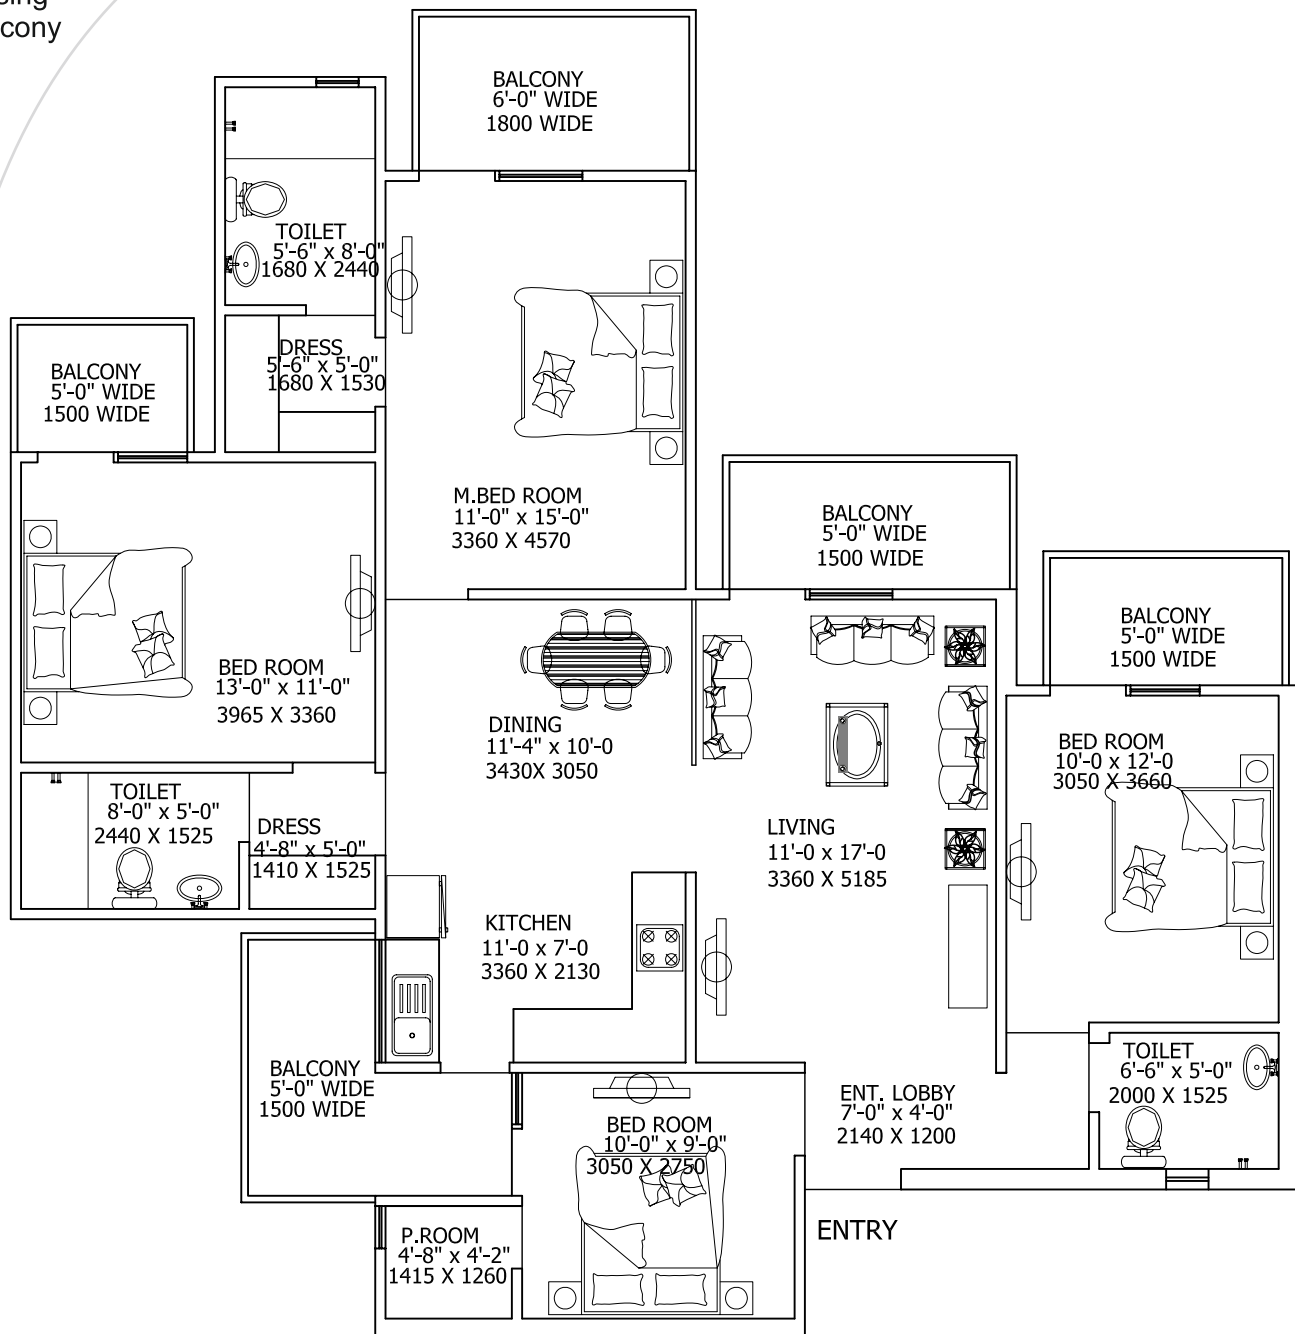 cony
BALCONY
6'-0" WIDE
1800 WIDE
TOILET
5'-6" x 8'-0"
1680 X 2440
DRESS
5'-6" x 5'-0"
1680 X 1530
BALCONY
5'-0" WIDE
1500 WIDE
M.BED ROOM
11'-0" x 15'-0"
3360 X 4570
BALCONY
5'-0" WIDE
1500 WIDE
BALCONY
5'-0" WIDE
1500 WIDE
BED ROOM
13'-0" x 11'-0"
3965 X 3360
DINING
11'-4" x 10'-0
3430X 3050
BED ROOM
10'-0 x 12'-0
3050 X 3660
TOILET
8'-0" x 5'-0"
2440 X 1525
DRESS
4'-8" x 5'-0"
1410 X 1525
LIVING
11'-0 x 17'-0
3360 X 5185
KITCHEN
11'-0 x 7'-0
3360 X 2130
BALCONY
5'-0" WIDE
1500 WIDE
TOILET
6'-6" x 5'-0"
2000 X 1525
ENT. LOBBY
7'-0" x 4'-0"
2140 X 1200
BED ROOM
10'-0" x 9'-0"
3050 X 2750
P.ROOM
4'-8" x 4'-2"
1415 X 1260
ENTRY